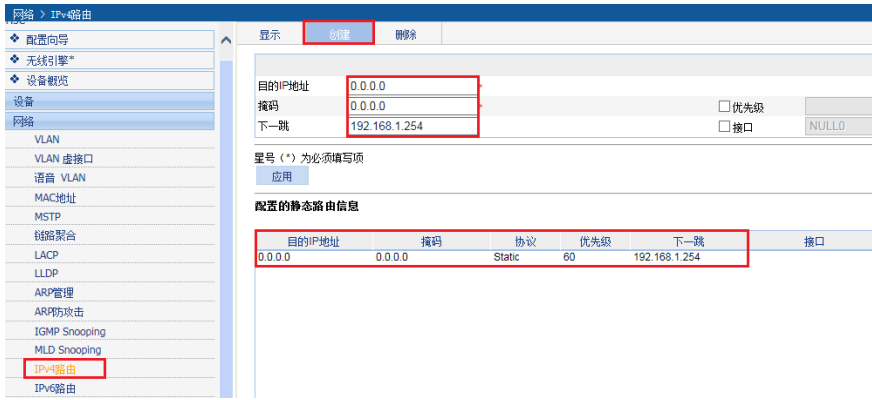 网络 > IPv4路由
配置向导
无线引擎*
设备概览
设备
网络
VLAN
VLAN 虚接口
语音 VLAN
MAC地址
MSTP
链路聚合
LACP
LLDP
ARP管理
ARP防攻击
IGMP Snooping
MLD Snooping
IPv4路由
IPv6路由
显示 创建 删除
目的IP地址 0.0.0.0 *
掩码 0.0.0.0 * 优先级
下一跳 192.168.1.254 接口 NULL0
星号（*）为必须填写项
应用
配置的静态路由信息
目的IP地址 掩码 协议 优先级 下一跳 接口
0.0.0.0 0.0.0.0 Static 60 192.168.1.254